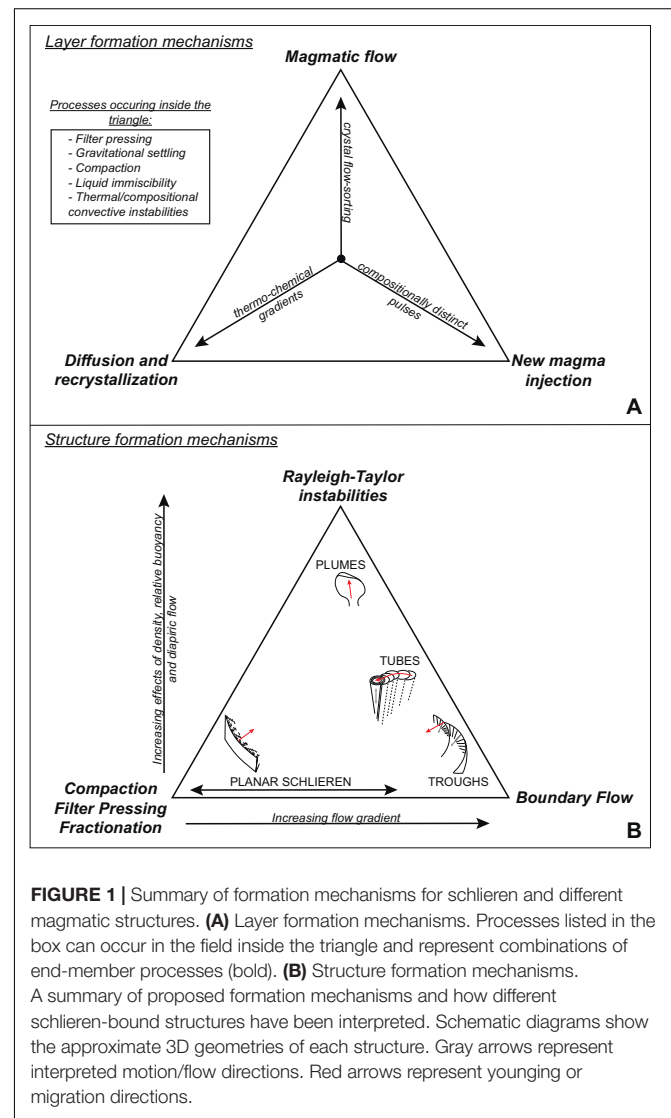 Layer formation mechanisms
Magmatic flow
Processes occuring inside the
triangle:
- Filter pressing
- Gravitational settling
- Compaction
- Liquid immiscibility
- Thermal/compositional
convective instabilities
crystal flow-sorting
thermo-chemical
gradients
compositionally distinct
pulses
Diffusion and
recrystallization
New magma
injection
A
Structure formation mechanisms
Rayleigh-Taylor
instabilities
Increasing effects of density, relative buoyancy
and diapiric flow
PLUMES
TUBES
PLANAR SCHLIEREN
TROUGHS
Compaction
Filter Pressing
Fractionation
Boundary Flow
Increasing flow gradient
B
FIGURE 1 | Summary of formation mechanisms for schlieren and different
magmatic structures. (A) Layer formation mechanisms. Processes listed in the
box can occur in the field inside the triangle and represent combinations of
end-member processes (bold). (B) Structure formation mechanisms.
A summary of proposed formation mechanisms and how different
schlieren-bound structures have been interpreted. Schematic diagrams show
the approximate 3D geometries of each structure. Gray arrows represent
interpreted motion/flow directions. Red arrows represent younging or
migration directions.